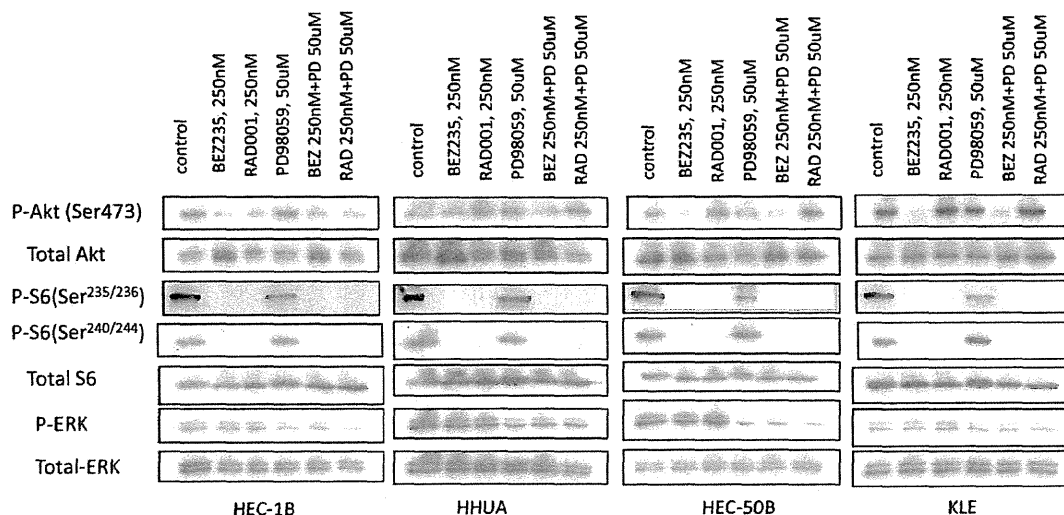 control
BEZ235, 250nM
RAD001, 250nM
PD98059, 50uM
BEZ 250nM+PD 50uM
RAD 250nM+PD 50uM
control
BEZ235, 250nM
RAD001, 250nM
PD98059, 50uM
BEZ 250nM+PD 50uM
RAD 250nM+PD 50uM
control
BEZ235, 250nM
RAD001, 250nM
PD98059, 50uM
BEZ 250nM+PD 50uM
RAD 250nM+PD 50uM
control
BEZ235, 250nM
RAD001, 250nM
PD98059, 50uM
BEZ 250nM+PD 50uM
RAD 250nM+PD 50uM
P-Akt (Ser473)
Total Akt
P-S6(Ser235/236)
P-S6(Ser240/244)
Total S6
P-ERK
Total-ERK
HEC-1B
HHUA
HEC-50B
KLE